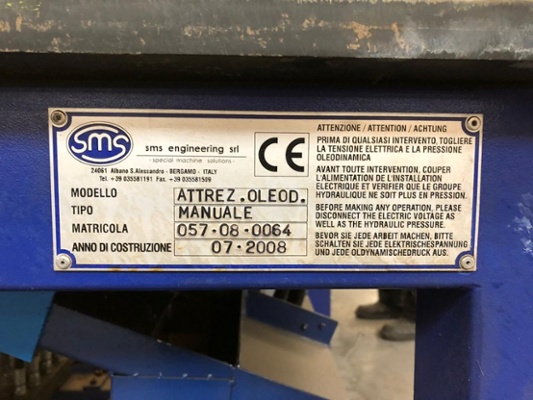 sms
sms engineering srl
- special machine solutions -
24061 Albano S.Alessandro - BERGAMO - ITALY
Tel. +39 035581191 Fax. +39 035581509
CE
MODELLO ATTREZ.OLEOD.
TIPO MANUALE
MATRICOLA 057-08-0064
ANNO DI COSTRUZIONE 07-2008
ATTENZIONE / ATTENTION / ACHTUNG
PRIMA DI QUALSIASI INTERVENTO, TOGLIERE
LA TENSIONE ELETTRICA E LA PRESSIONE
OLEODINAMICA
AVANT TOUTE INTERVENTION, COUPER
L'ALIMENTATION DE L'INSTALLATION
ELECTRIQUE ET VERIFIER QUE LE GROUPE
HYDRAULIQUE NE SOIT PLUS EN PRESSION.
BEFORE MAKING ANY OPERATION, PLEASE
DISCONNECT THE ELECTRIC VOLTAGE AS
WELL AS THE HYDRAULIC PRESSURE.
BEVOR SIE JEDE ARBEIT MACHEN, BITTE
SCHALTEN SIE JEDE ELEKTRISCHESPANNUNG
UND JEDE OLDYNAMISCHEDRUCK AUS.